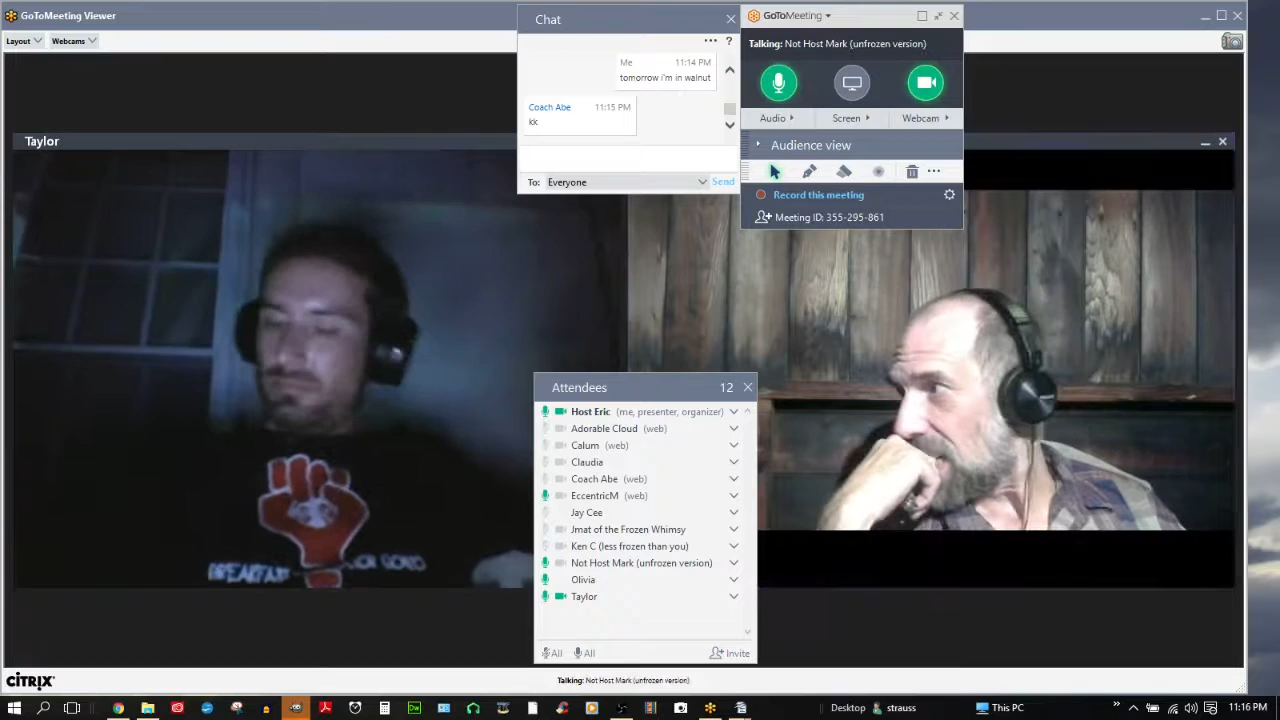 GoToMeeting Viewer
Layout
Webcams
Chat
?
Me 11:14 PM
tomorrow i'm in walnut
Coach Abe 11:15 PM
kk
To: Everyone Send
GoToMeeting
Talking: Not Host Mark (unfrozen version)
Audio Screen Webcam
Audience view
Record this meeting
Meeting ID: 355-295-861
Taylor
BREAKFAST
Attendees 12
Host Eric (me, presenter, organizer)
Adorable Cloud (web)
Calum (web)
Claudia
Coach Abe (web)
EccentricM (web)
Jay Cee
Jmat of the Frozen Whimsy
Ken C (less frozen than you)
Not Host Mark (unfrozen version)
Olivia
Taylor
All All Invite
CITRIX
Talking: Not Host Mark (unfrozen version)
Desktop strauss This PC 11:16 PM